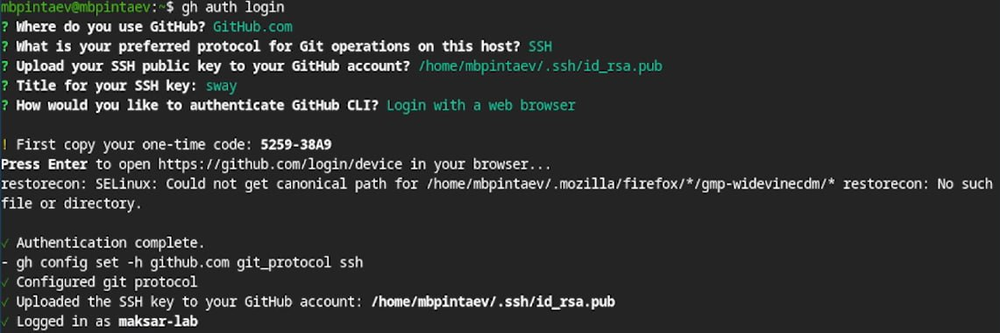 mbpintaev@mbpintaev:~$ gh auth login
? Where do you use GitHub? GitHub.com
? What is your preferred protocol for Git operations on this host? SSH
? Upload your SSH public key to your GitHub account? /home/mbpintaev/.ssh/id_rsa.pub
? Title for your SSH key: sway
? How would you like to authenticate GitHub CLI? Login with a web browser
! First copy your one-time code: 5259-38A9
Press Enter to open https://github.com/login/device in your browser...
restorecon: SELinux: Could not get canonical path for /home/mbpintaev/.mozilla/firefox/*/gmp-widevinecdm/* restorecon: No such
file or directory.
✓ Authentication complete.
- gh config set -h github.com git_protocol ssh
✓ Configured git protocol
✓ Uploaded the SSH key to your GitHub account: /home/mbpintaev/.ssh/id_rsa.pub
✓ Logged in as maksar-lab